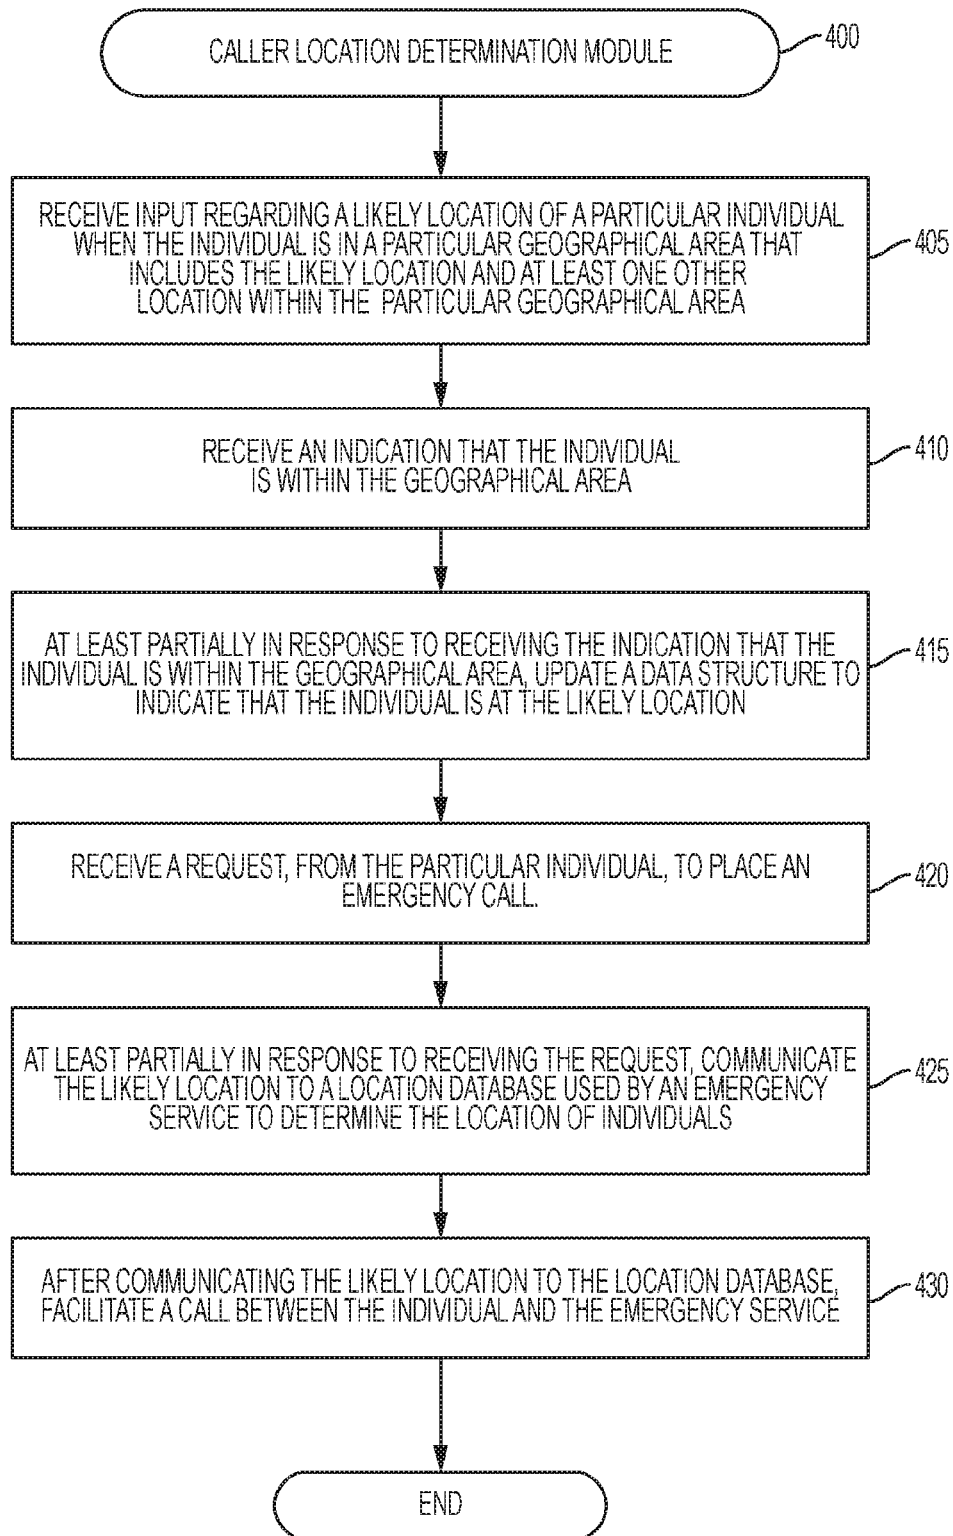 CALLER LOCATION DETERMINATION MODULE
400
RECEIVE INPUT REGARDING A LIKELY LOCATION OF A PARTICULAR INDIVIDUAL
WHEN THE INDIVIDUAL IS IN A PARTICULAR GEOGRAPHICAL AREA THAT
INCLUDES THE LIKELY LOCATION AND AT LEAST ONE OTHER
LOCATION WITHIN THE PARTICULAR GEOGRAPHICAL AREA
405
RECEIVE AN INDICATION THAT THE INDIVIDUAL
IS WITHIN THE GEOGRAPHICAL AREA
410
AT LEAST PARTIALLY IN RESPONSE TO RECEIVING THE INDICATION THAT THE
INDIVIDUAL IS WITHIN THE GEOGRAPHICAL AREA, UPDATE A DATA STRUCTURE TO
INDICATE THAT THE INDIVIDUAL IS AT THE LIKELY LOCATION
415
RECEIVE A REQUEST, FROM THE PARTICULAR INDIVIDUAL, TO PLACE AN
EMERGENCY CALL.
420
AT LEAST PARTIALLY IN RESPONSE TO RECEIVING THE REQUEST, COMMUNICATE
THE LIKELY LOCATION TO A LOCATION DATABASE USED BY AN EMERGENCY
SERVICE TO DETERMINE THE LOCATION OF INDIVIDUALS
425
AFTER COMMUNICATING THE LIKELY LOCATION TO THE LOCATION DATABASE,
FACILITATE A CALL BETWEEN THE INDIVIDUAL AND THE EMERGENCY SERVICE
430
END